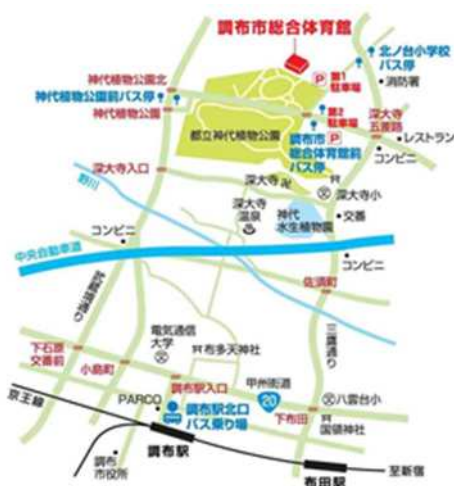 調布市総合体育館
北ノ台小学校
バス停
消防署
P 第1
駐車場
神代植物公園北
神代植物公園前バス停
神代植物公園
第2
駐車場
P
深大寺
五差路
レストラン
コンビニ
都立神代植物公園
調布市
総合体育館前
バス停
深大寺入口
野川
深大寺
深大寺小
文
深大寺
温泉
神代
水生植物園
交番
コンビニ
中央自動車道
コンビニ
佐須町
武蔵境通り
三鷹通り
電気通信
大学
文
布多天神社
下石原
交番前
小島町
調布駅入口
甲州街道
20
文 八雲台小
国領神社
下布田
PARCO
調布駅北口
バス乗り場
京王線
調布駅
調布
市役所
布田駅
至新宿